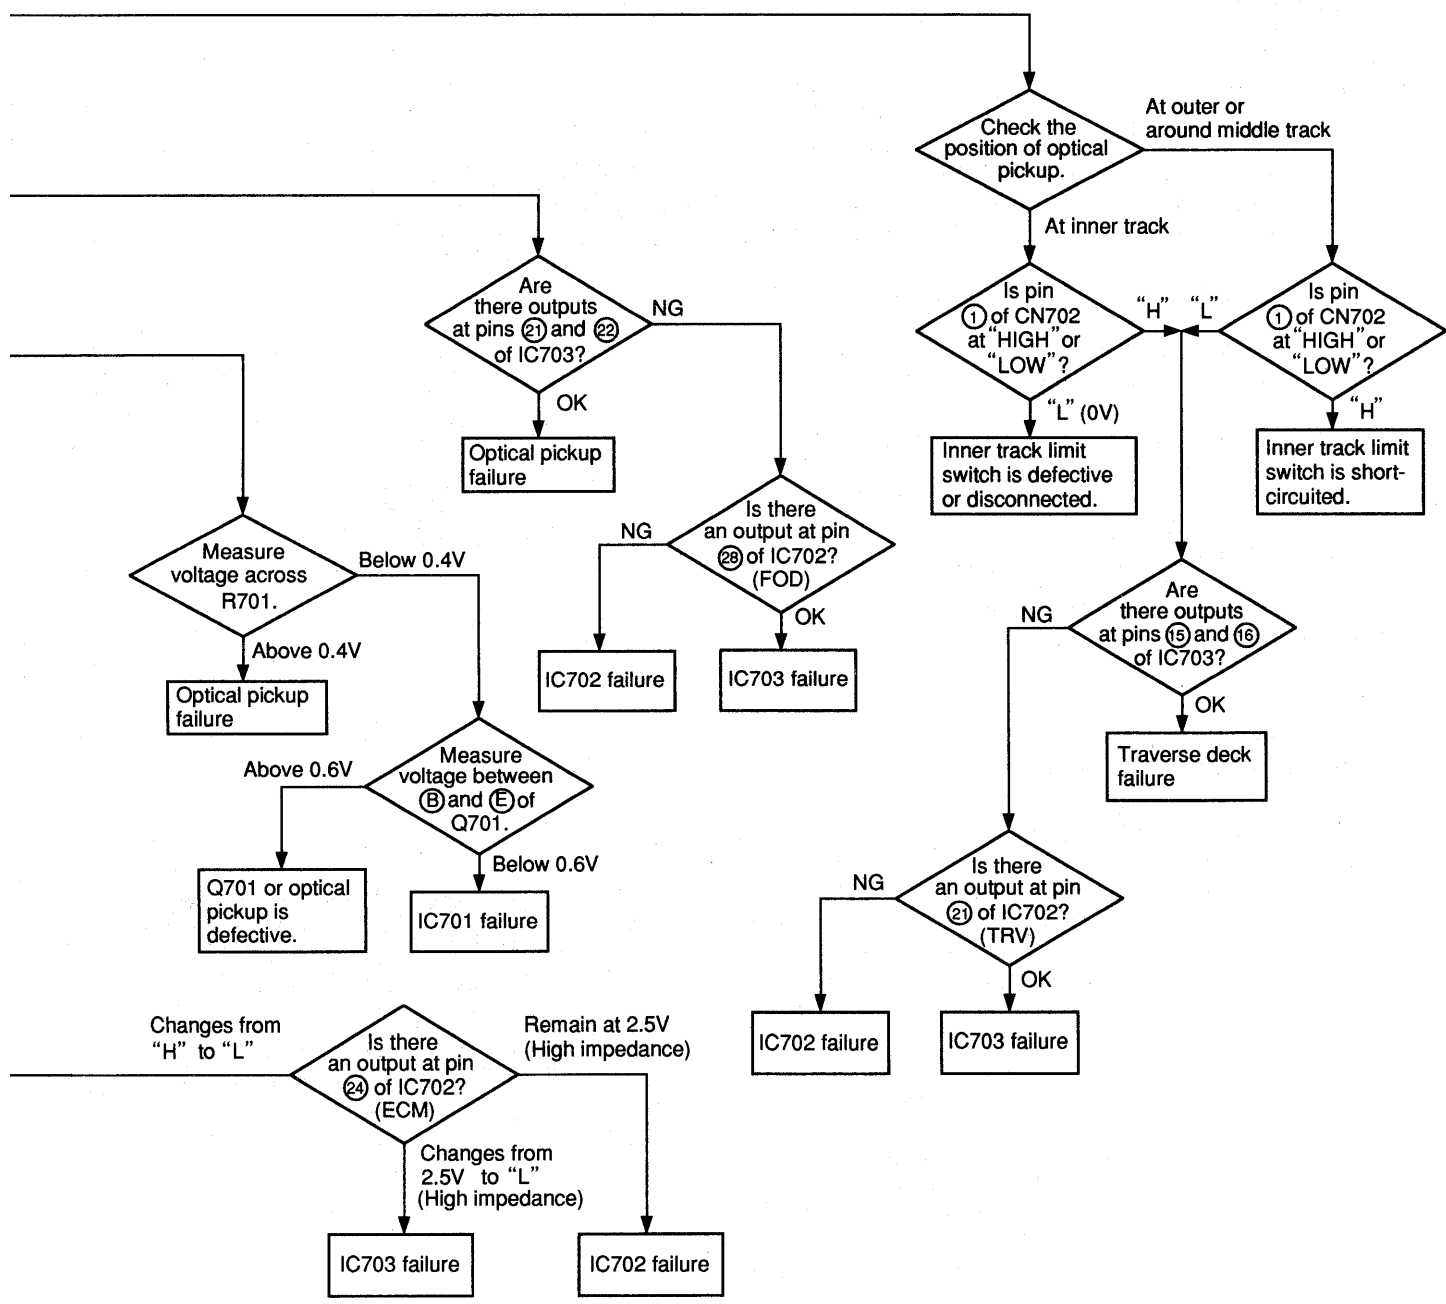 Check the
position of optical
pickup.
At outer or
around middle track
At inner track
Is pin
① of CN702
at “HIGH” or
“LOW”?
“H”
“L” (0V)
Inner track limit
switch is defective
or disconnected.
Is pin
① of CN702
at “HIGH” or
“LOW”?
“L”
“H”
Inner track limit
switch is short-
circuited.
Are
there outputs
at pins ⑮ and ⑯
of IC703?
NG
OK
Traverse deck
failure
Is there
an output at pin
㉑ of IC702?
(TRV)
NG
OK
IC702 failure
IC703 failure
Are
there outputs
at pins ㉑ and ㉒
of IC703?
NG
OK
Optical pickup
failure
Is there
an output at pin
㉘ of IC702?
(FOD)
NG
OK
IC702 failure
IC703 failure
Measure
voltage across
R701.
Below 0.4V
Above 0.4V
Optical pickup
failure
Measure
voltage between
Ⓑ and Ⓔ of
Q701.
Above 0.6V
Below 0.6V
Q701 or optical
pickup is
defective.
IC701 failure
Changes from
“H” to “L”
Is there
an output at pin
㉔ of IC702?
(ECM)
Remain at 2.5V
(High impedance)
Changes from
2.5V to “L”
(High impedance)
IC703 failure
IC702 failure